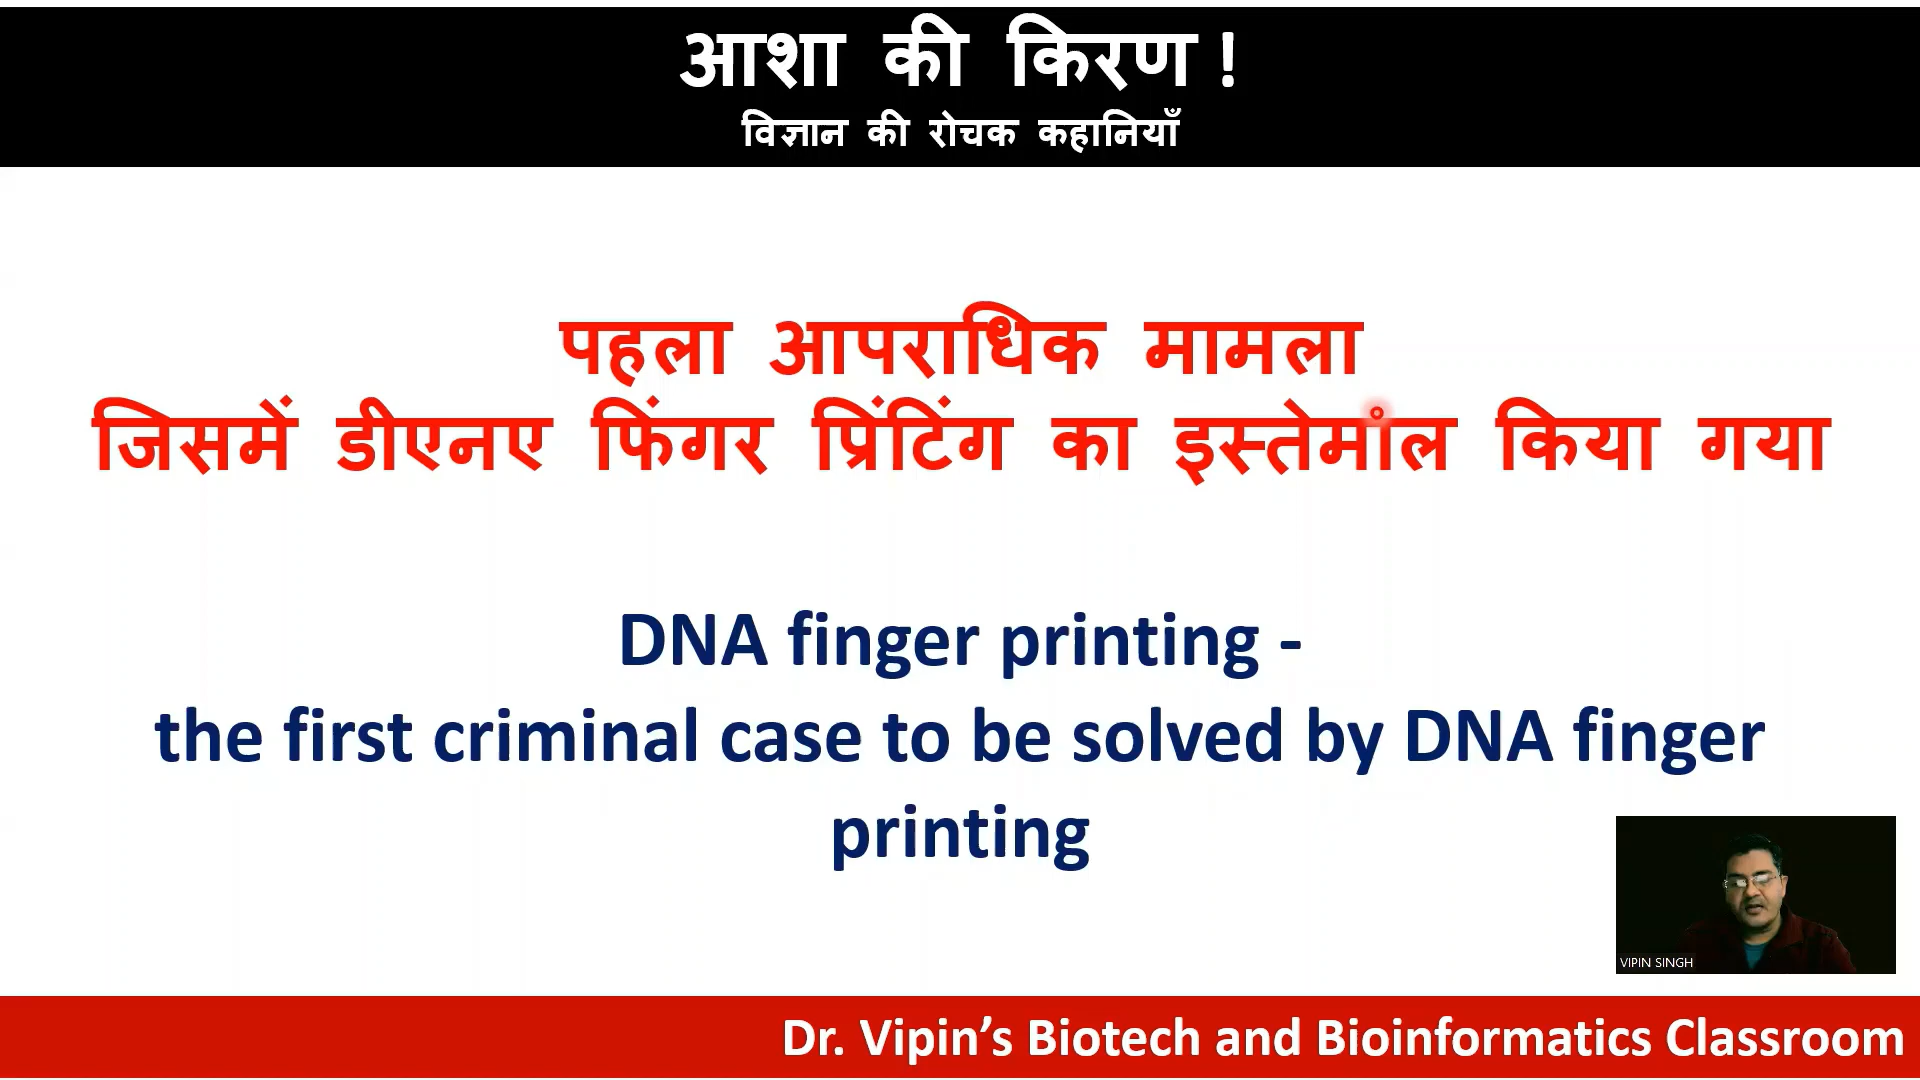 आशा की किरण !
विज्ञान की रोचक कहानियाँ
पहला आपराधिक मामला
जिसमें डीएनए फिंगर प्रिंटिंग का इस्तेमाल किया गया
DNA finger printing -
the first criminal case to be solved by DNA finger
printing
VIPIN SINGH
Dr. Vipin’s Biotech and Bioinformatics Classroom